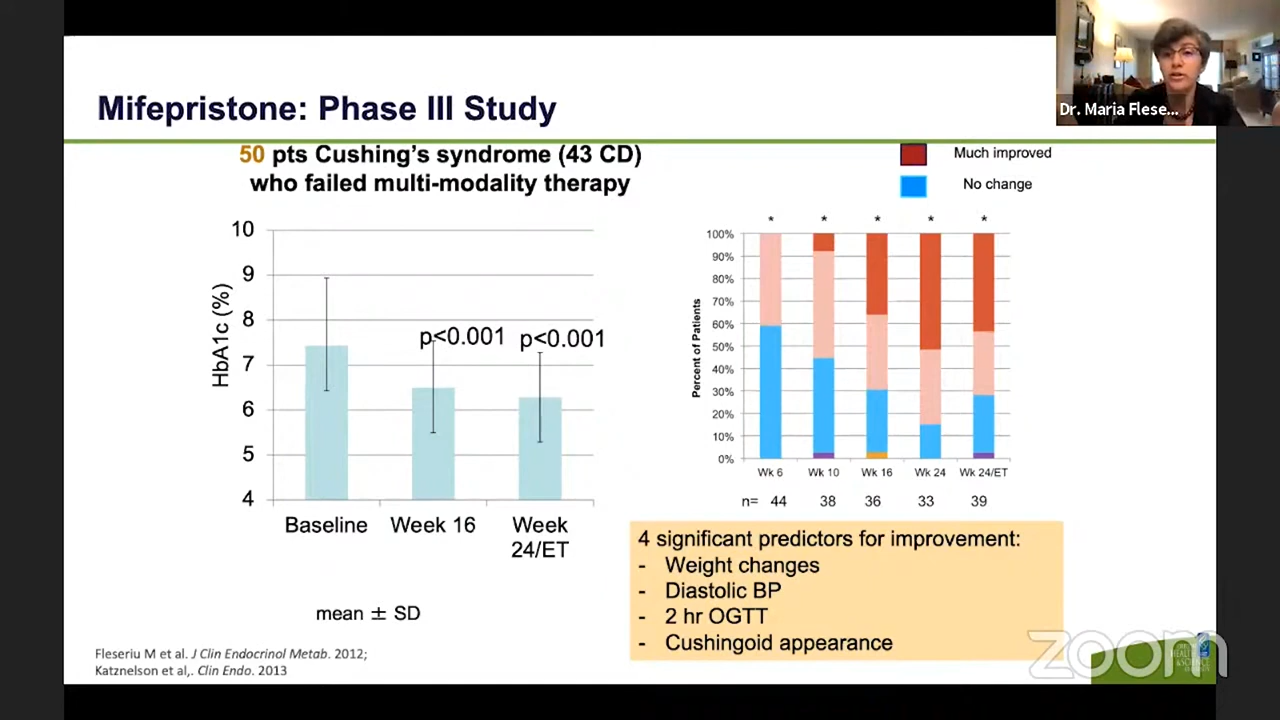 Mifepristone: Phase III Study
Dr. Maria Flese...
50 pts Cushing's syndrome (43 CD)
who failed multi-modality therapy
Much improved
No change
10
9
8
7
6
5
4
HbA1c (%)
p<0.001
p<0.001
Baseline
Week 16
Week
24/ET
mean ± SD
* * * * *
100%
90%
80%
70%
60%
50%
40%
30%
20%
10%
0%
Percent of Patients
Wk 6 Wk 10 Wk 16 Wk 24 Wk 24/ET
n= 44 38 36 33 39
4 significant predictors for improvement:
- Weight changes
- Diastolic BP
- 2 hr OGTT
- Cushingoid appearance
Fleseriu M et al. J Clin Endocrinol Metab. 2012;
Katznelson et al,. Clin Endo. 2013
zoom